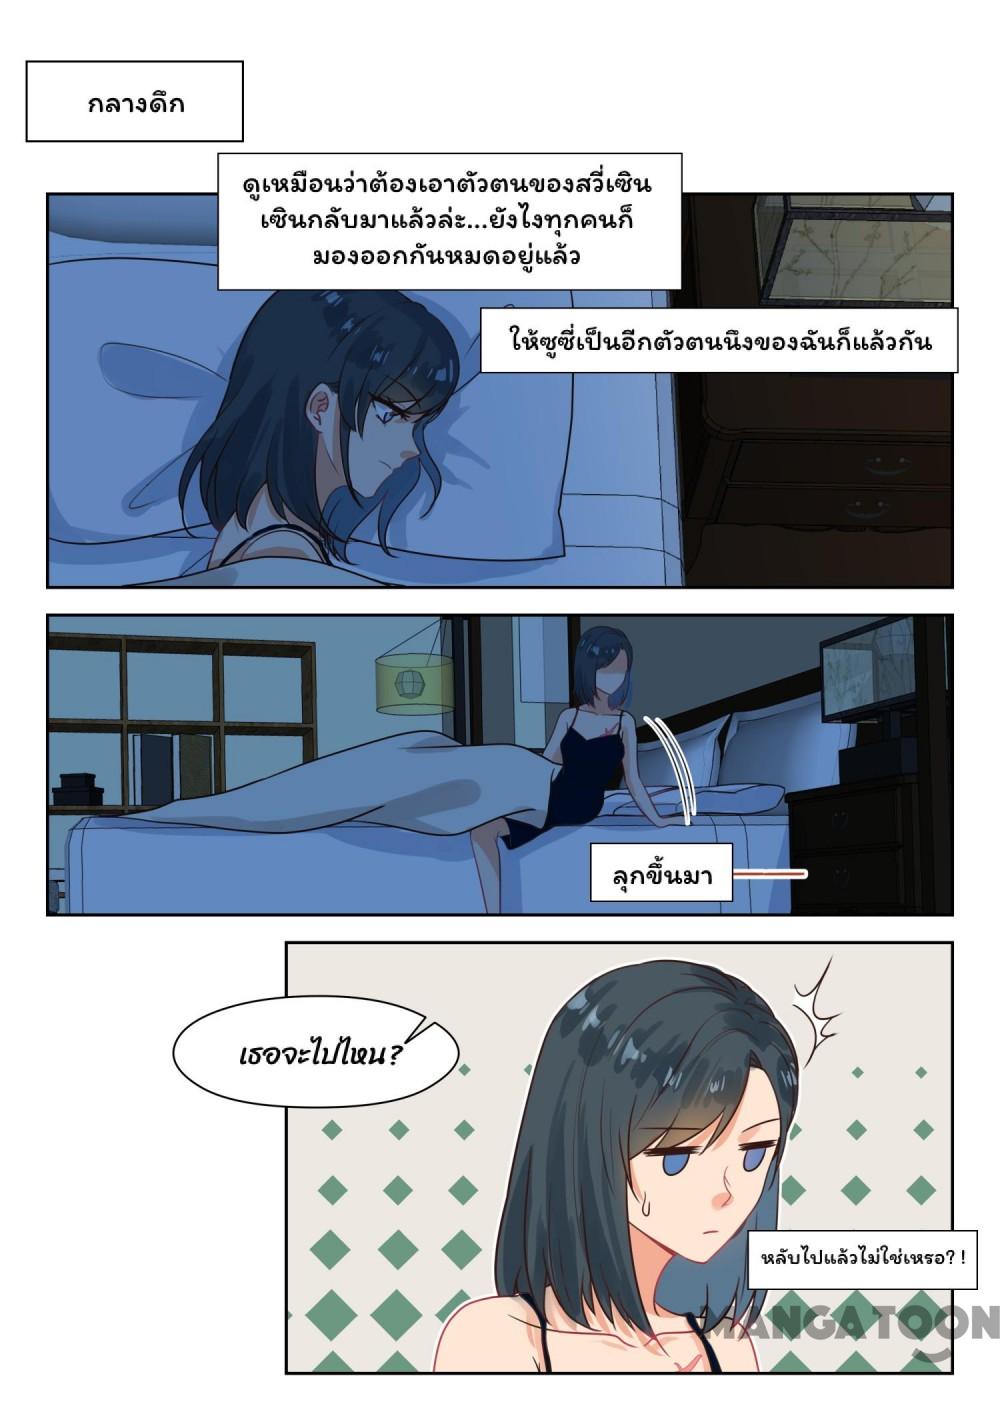 กลางดึก
ดูเหมือนว่าต้องเอาตัวตนของสวี่เซิน
เซินกลับมาแล้วล่ะ...ยังไงทุกคนก็
มองออกกันหมดอยู่แล้ว
ให้ซูซี่เป็นอีกตัวตนนึงของฉันก็แล้วกัน
ลุกขึ้นมา
เธอจะไปไหน?
หลับไปแล้วไม่ใช่เหรอ?!
MANGATOON